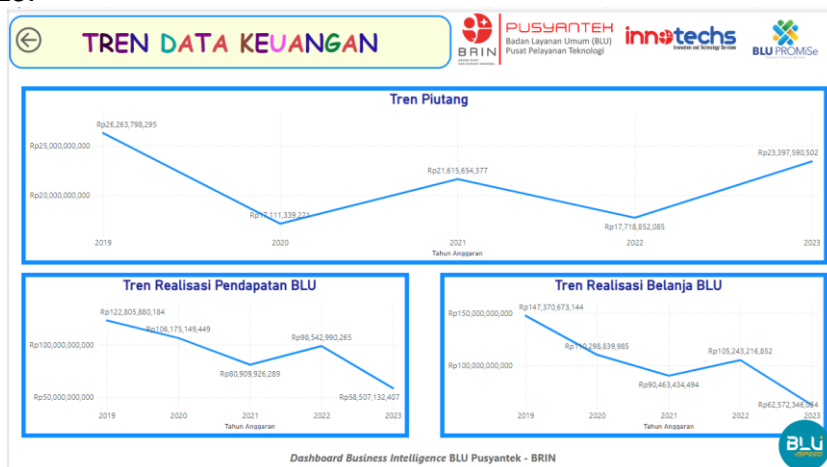 TREN DATA KEUANGAN
BRIN
PUSYANTEK
Badan Layanan Umum (BLU)
Pusat Pelayanan Teknologi
innotechs
Innovation and Technology Services
BLU PROMISe
Tren Piutang
Rp26,263,798,295
Rp25,000,000,000
Rp23,397,590,502
Rp21,615,654,377
Rp20,000,000,000
Rp17,111,339,221
Rp17,718,852,085
2019 2020 2021 2022 2023
Tahun Anggaran
Tren Realisasi Pendapatan BLU
Rp122,805,880,184
Rp106,175,149,449
Rp98,542,990,265
Rp100,000,000,000
Rp80,909,926,289
Rp50,000,000,000
Rp58,507,132,407
2019 2020 2021 2022 2023
Tahun Anggaran
Tren Realisasi Belanja BLU
Rp147,370,673,144
Rp150,000,000,000
Rp110,298,839,985
Rp105,243,216,852
Rp100,000,000,000
Rp90,463,434,494
2019 2020 2021 2022 2023
Tahun Anggaran
BLU
SPEED
Dashboard Business Intelligence BLU Pusyantek - BRIN